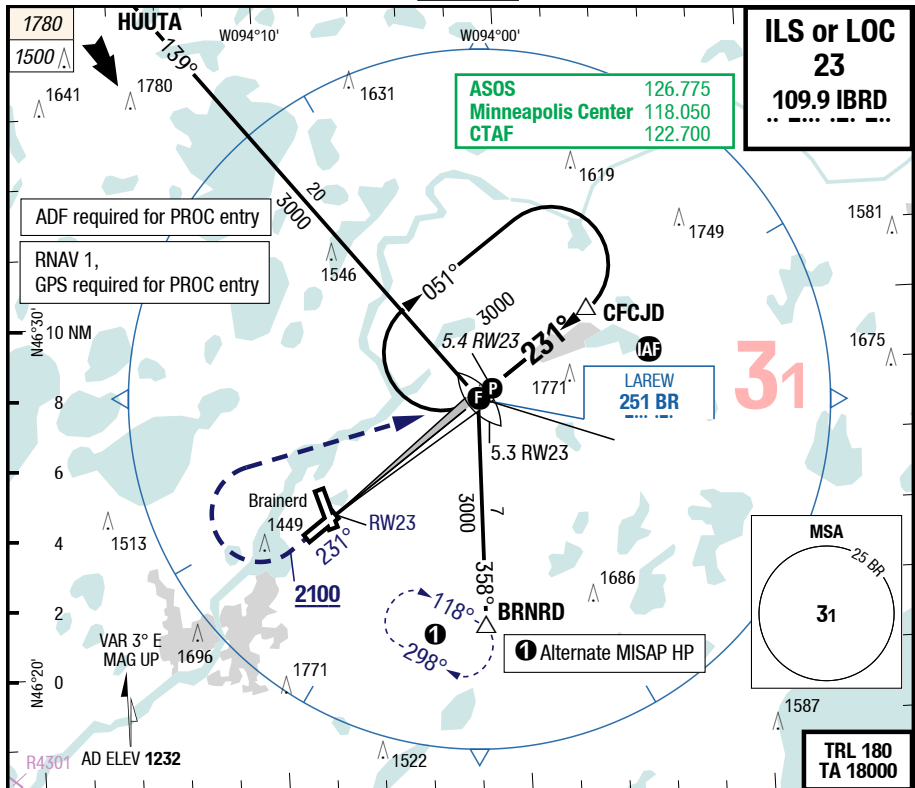 1780
1500
HUUTA
W094°10'
W094°00'
ILS or LOC
23
109.9 IBRD
139°
1641
1780
1631
ASOS 126.775
Minneapolis Center 118.050
CTAF 122.700
1619
20
3000
ADF required for PROC entry
RNAV 1,
GPS required for PROC entry
1749
1581
1546
051°
3000
CFCJD
231°
N46°30'
10 NM
5.4 RW23
IAF
1675
1771
31
LAREW
251 BR
8
F
P
5.3 RW23
6
Brainerd
1449
RW23
3000
7
MSA
25 BR
31
1513
4
231°
2100
358°
1686
118°
BRNRD
2
1
298°
1 Alternate MISAP HP
VAR 3° E
MAG UP
1696
1771
N46°20'
0
1587
R4301
AD ELEV 1232
1522
TRL 180
TA 18000